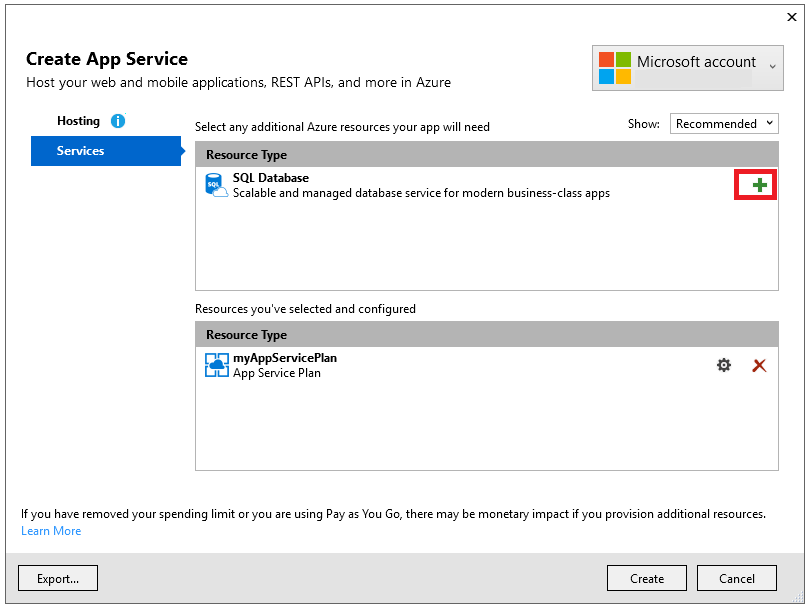 Create App Service
Host your web and mobile applications, REST APIs, and more in Azure
Microsoft account
Hosting
Services
Select any additional Azure resources your app will need
Show: Recommended
Resource Type
SQL
SQL Database
Scalable and managed database service for modern business-class apps
Resources you've selected and configured
Resource Type
myAppServicePlan
App Service Plan
If you have removed your spending limit or you are using Pay as You Go, there may be monetary impact if you provision additional resources.
Learn More
Export...
Create
Cancel